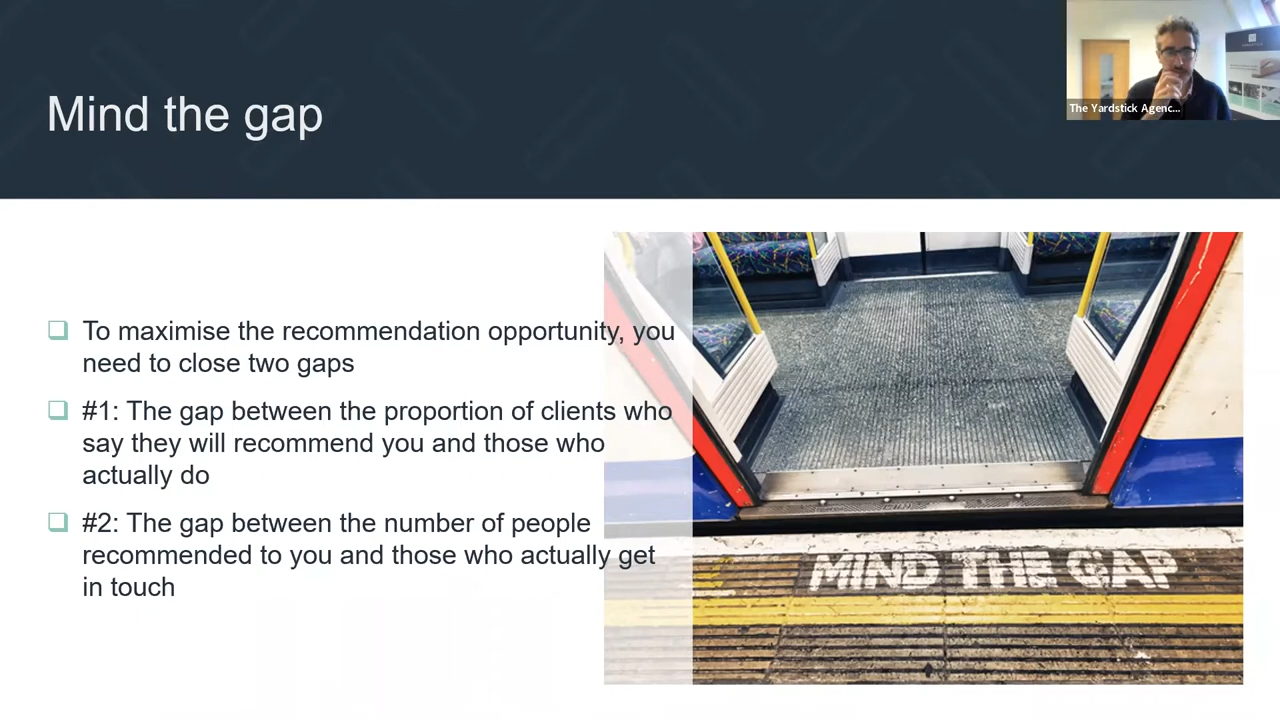 Mind the gap
The Yardstick Agenc...
To maximise the recommendation opportunity, you
need to close two gaps
#1: The gap between the proportion of clients who
say they will recommend you and those who
actually do
#2: The gap between the number of people
recommended to you and those who actually get
in touch
MIND THE GAP